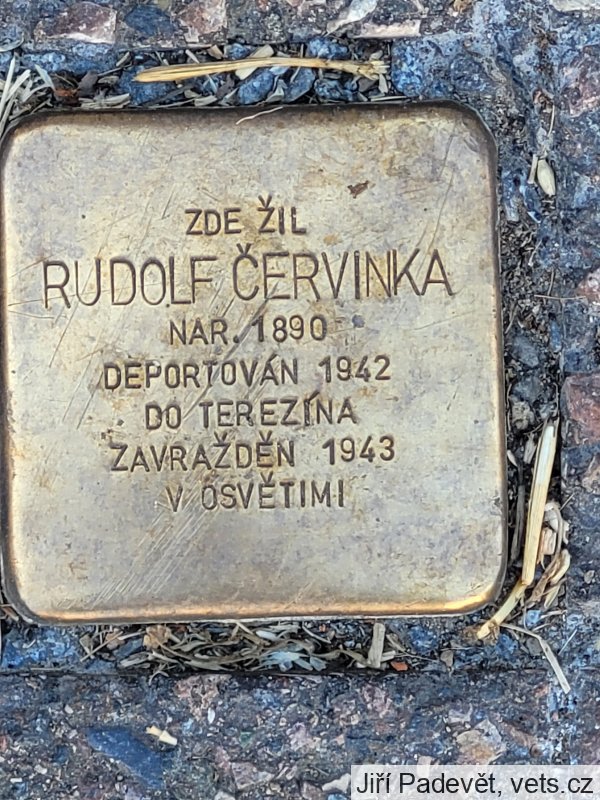 ZDE ŽIL
RUDOLF ČERVINKA
NAR. 1890
DEPORTOVÁN 1942
DO TEREZÍNA
ZAVRAŽDĚN 1943
V OSVĚTIMI
Jiří Padevět, vets.cz